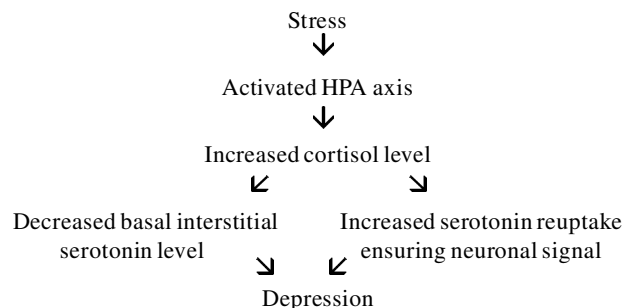 Stress
Activated HPA axis
Increased cortisol level
Decreased basal interstitial
serotonin level
Increased serotonin reuptake
ensuring neuronal signal
Depression